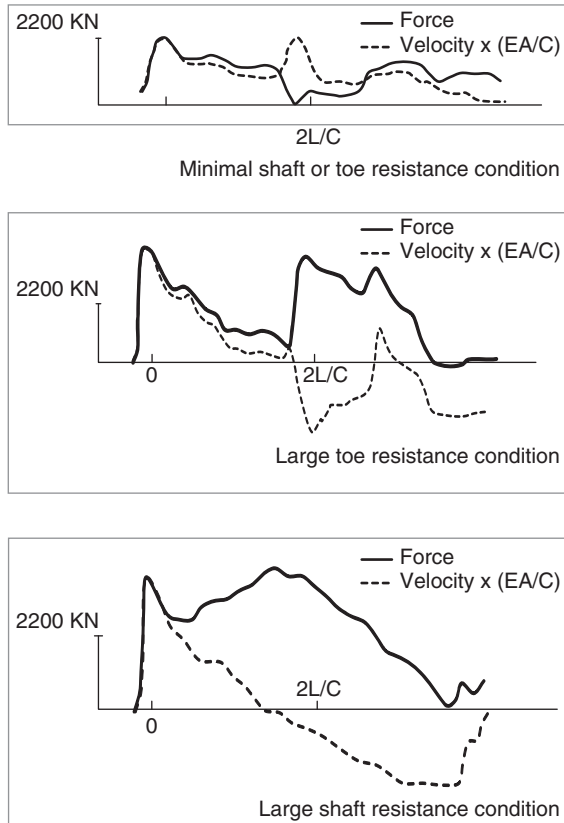 2200 KN
Force
Velocity x (EA/C)
2L/C
Minimal shaft or toe resistance condition
Force
Velocity x (EA/C)
2200 KN
0
2L/C
Large toe resistance condition
Force
Velocity x (EA/C)
2200 KN
2L/C
0
Large shaft resistance condition